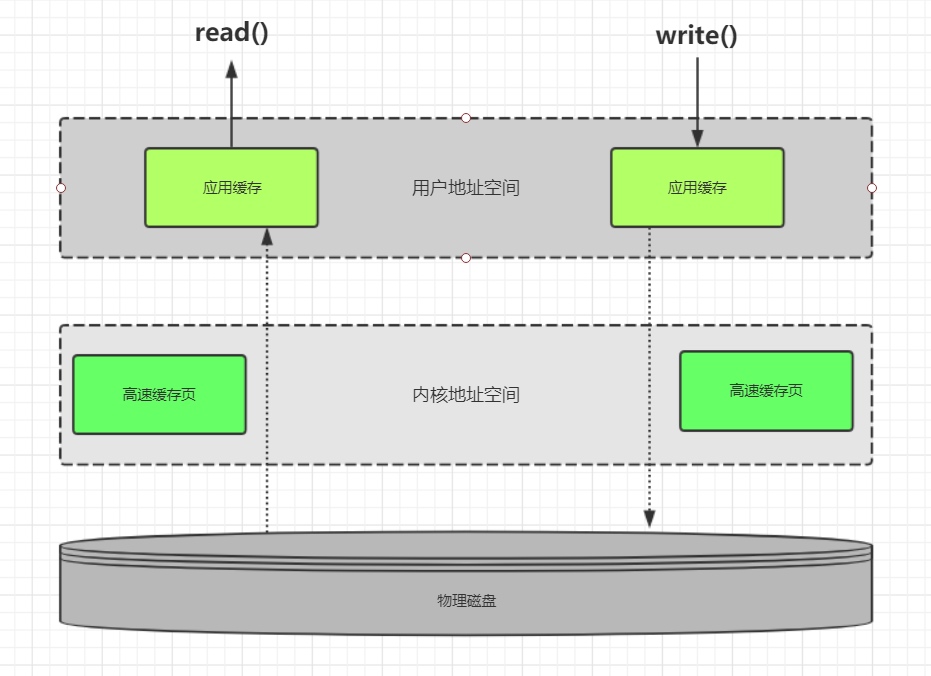 read()
write()
应用缓存
用户地址空间
应用缓存
高速缓存页
内核地址空间
高速缓存页
物理磁盘